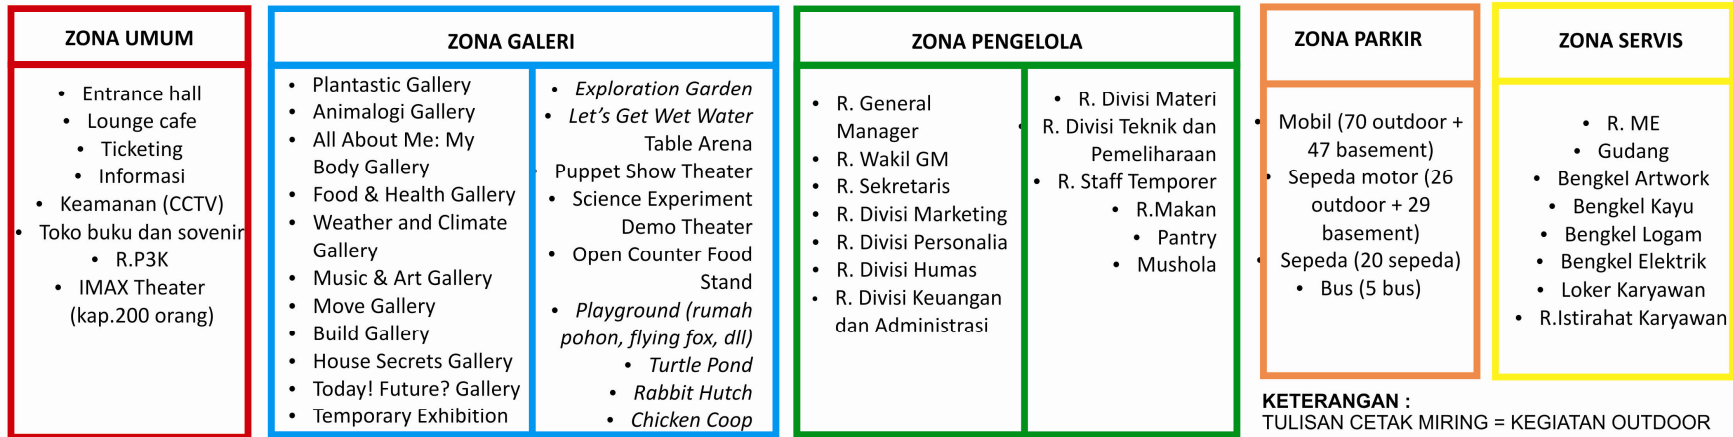 ZONA UMUM
• Entrance hall
• Lounge cafe
• Ticketing
• Informasi
• Keamanan (CCTV)
• Toko buku dan sovenir
• R.P3K
• IMAX Theater
(kap.200 orang)
ZONA GALERI
• Plantastic Gallery
• Animalogi Gallery
• All About Me: My
Body Gallery
• Food & Health Gallery
• Weather and Climate
Gallery
• Music & Art Gallery
• Move Gallery
• Build Gallery
• House Secrets Gallery
• Today! Future? Gallery
• Temporary Exhibition
• Exploration Garden
• Let's Get Wet Water
Table Arena
• Puppet Show Theater
• Science Experiment
Demo Theater
• Open Counter Food
Stand
• Playground (rumah
pohon, flying fox, dll)
• Turtle Pond
• Rabbit Hutch
• Chicken Coop
ZONA PENGELOLA
• R. General
Manager
• R. Wakil GM
• R. Sekretaris
• R. Divisi Marketing
• R. Divisi Personalia
• R. Divisi Humas
• R. Divisi Keuangan
dan Administrasi
• R. Divisi Materi
• R. Divisi Teknik dan
Pemeliharaan
• R. Staff Temporer
• R.Makan
• Pantry
• Mushola
ZONA PARKIR
• Mobil (70 outdoor +
47 basement)
• Sepeda motor (26
outdoor + 29
basement)
• Sepeda (20 sepeda)
• Bus (5 bus)
ZONA SERVIS
• R. ME
• Gudang
• Bengkel Artwork
• Bengkel Kayu
• Bengkel Logam
• Bengkel Elektrik
• Loker Karyawan
• R.Istirahat Karyawan
KETERANGAN :
TULISAN CETAK MIRING = KEGIATAN OUTDOOR